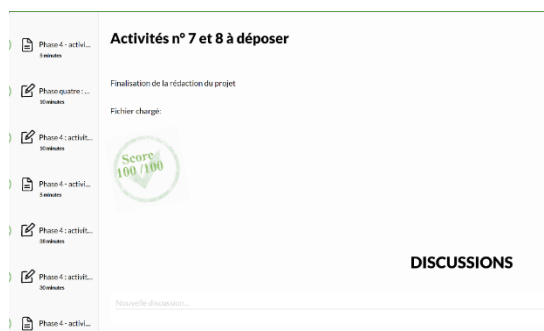 Phase 4 - activi...
5 minutes
Phase quatre : ...
10 minutes
Phase 4 : activit...
10 minutes
Phase 4 - activi...
5 minutes
Phase 4 : activit...
30 minutes
Phase 4 : activit...
30 minutes
Phase 4 - activi...
Activités n° 7 et 8 à déposer
Finalisation de la rédaction du projet
Fichier chargé:
Score
100 /100
DISCUSSIONS
Nouvelle discussion...